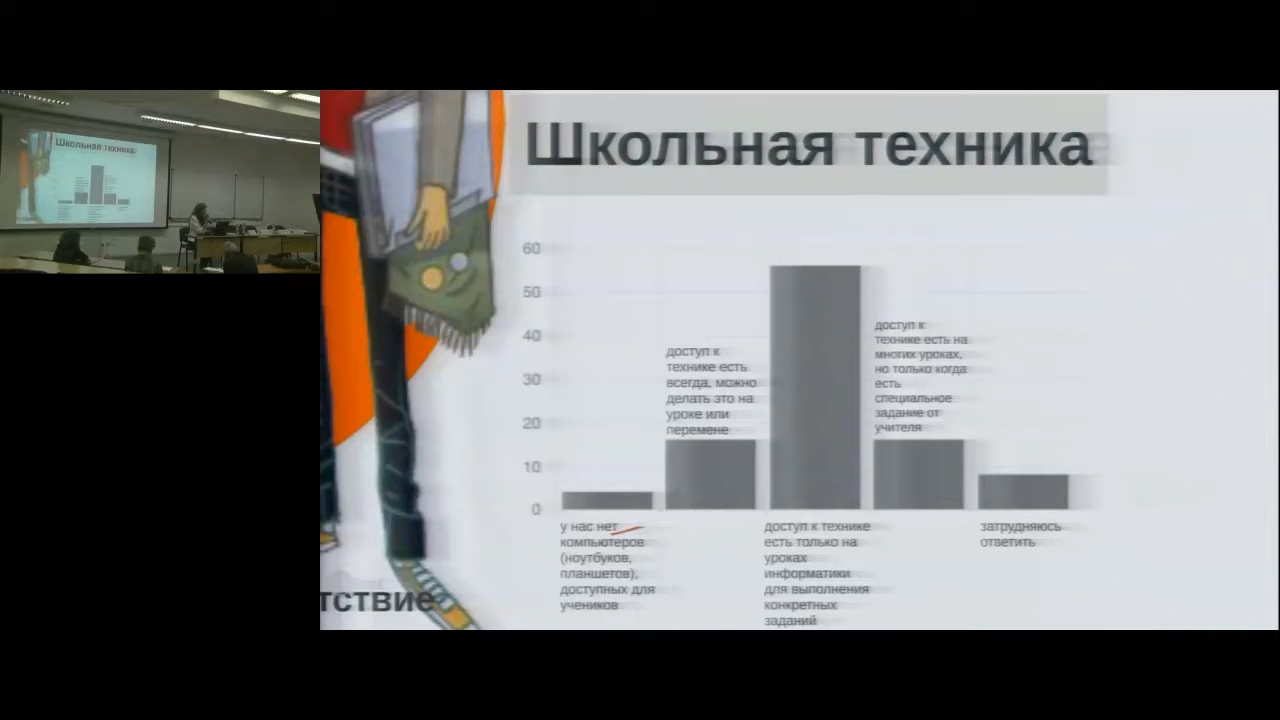 Школьная техника
Школьная техника
60
50
40
30
20
10
0
доступ к
технике есть
всегда, можно
делать это на
уроке или
перемене
доступ к
технике есть на
многих уроках,
но только когда
есть
специальное
задание от
учителя
у нас нет
компьютеров
(ноутбуков,
планшетов),
доступных для
учеников
доступ к технике
есть только на
уроках
информатики
для выполнения
конкретных
заданий
затрудняюсь
ответить
тствие